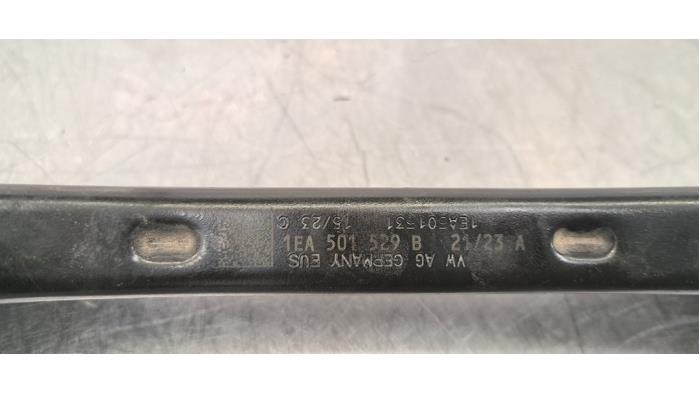 1EA501531 15/23 C
1EA 501 529 B 21/23 A
VW AG GERMANY EUS